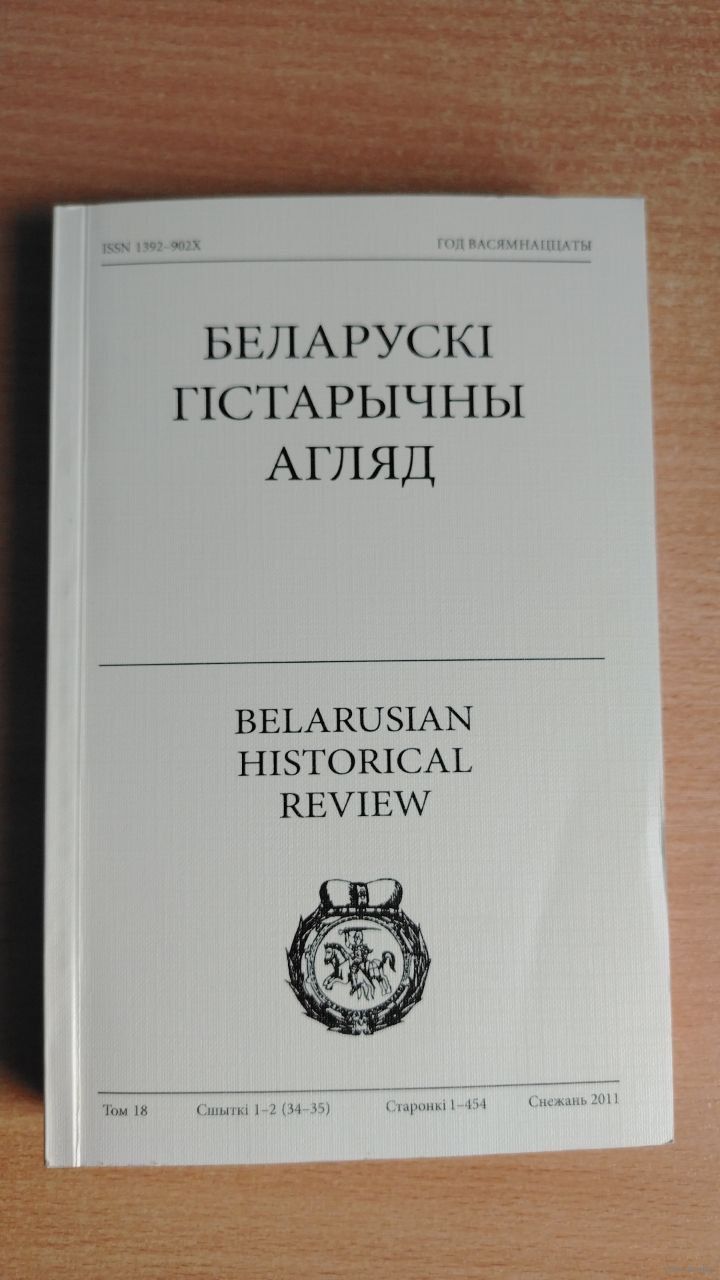 ISSN 1392–902X ГОД ВАСЯМНАЦЦАТЫ
БЕЛАРУСКІ
ГІСТАРЫЧНЫ
АГЛЯД
BELARUSIAN
HISTORICAL
REVIEW
Том 18 Сшыткі 1–2 (34–35) Старонкі 1–454 Снежань 2011